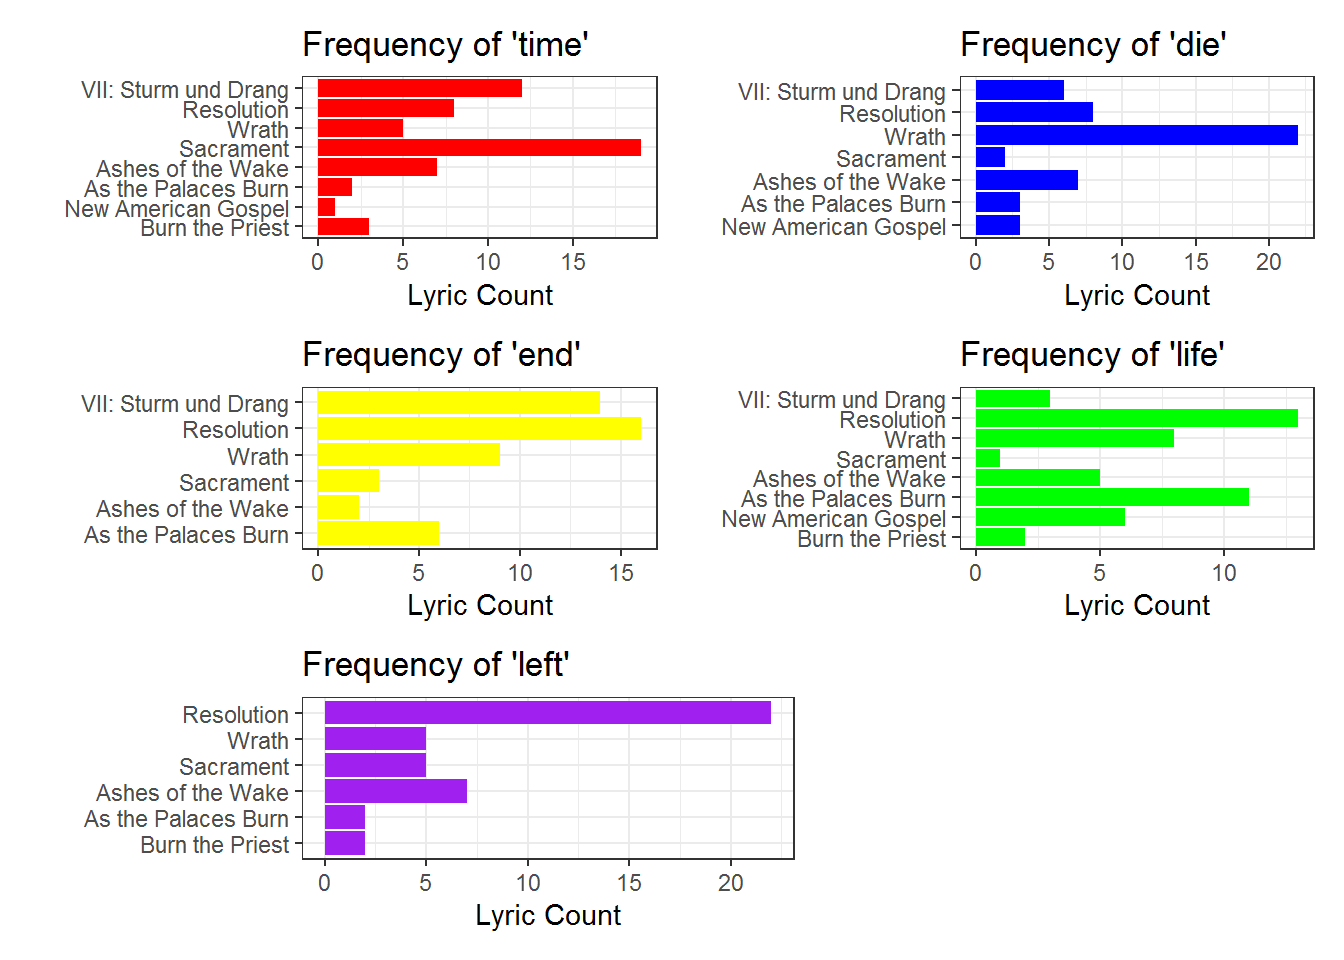 Frequency of 'time'
VII: Sturm und Drang
Resolution
Wrath
Sacrament
Ashes of the Wake
As the Palaces Burn
New American Gospel
Burn the Priest
0 5 10 15
Lyric Count
Frequency of 'die'
VII: Sturm und Drang
Resolution
Wrath
Sacrament
Ashes of the Wake
As the Palaces Burn
New American Gospel
0 5 10 15 20
Lyric Count
Frequency of 'end'
VII: Sturm und Drang
Resolution
Wrath
Sacrament
Ashes of the Wake
As the Palaces Burn
0 5 10 15
Lyric Count
Frequency of 'life'
VII: Sturm und Drang
Resolution
Wrath
Sacrament
Ashes of the Wake
As the Palaces Burn
New American Gospel
Burn the Priest
0 5 10
Lyric Count
Frequency of 'left'
Resolution
Wrath
Sacrament
Ashes of the Wake
As the Palaces Burn
Burn the Priest
0 5 10 15 20
Lyric Count